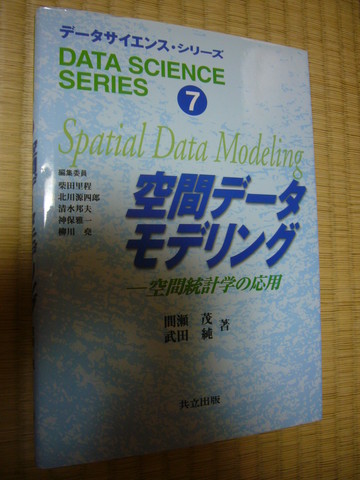 データサイエンス・シリーズ
DATA SCIENCE
SERIES
7
Spatial Data Modeling
編集委員
柴田里程
北川源四郎
清水邦夫
神保雅一
柳川 堯
空間データ
モデリング
―空間統計学の応用
間瀬 茂
武田 純 著
共立出版